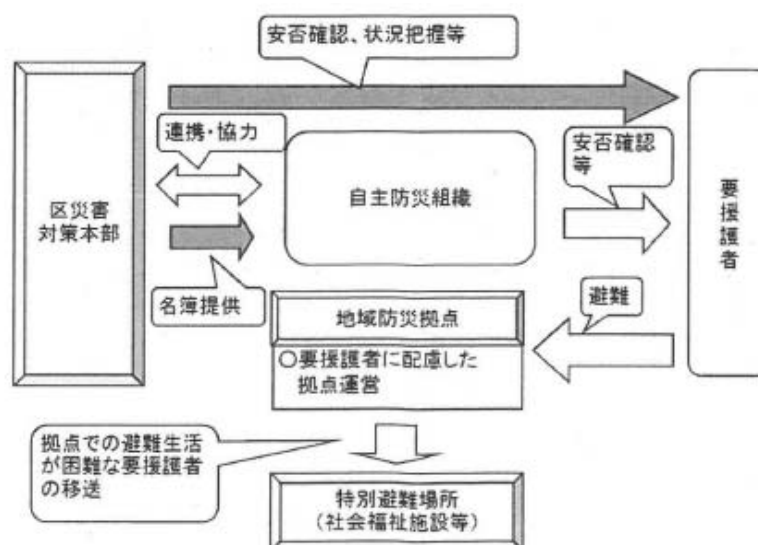 安否確認、状況把握等
連携・協力
安否確認
等
自主防災組織
区災害
対策本部
要援護者
名簿提供
避難
地域防災拠点
○要援護者に配慮した
拠点運営
拠点での避難生活
が困難な要援護者
の移送
特別避難場所
（社会福祉施設等）